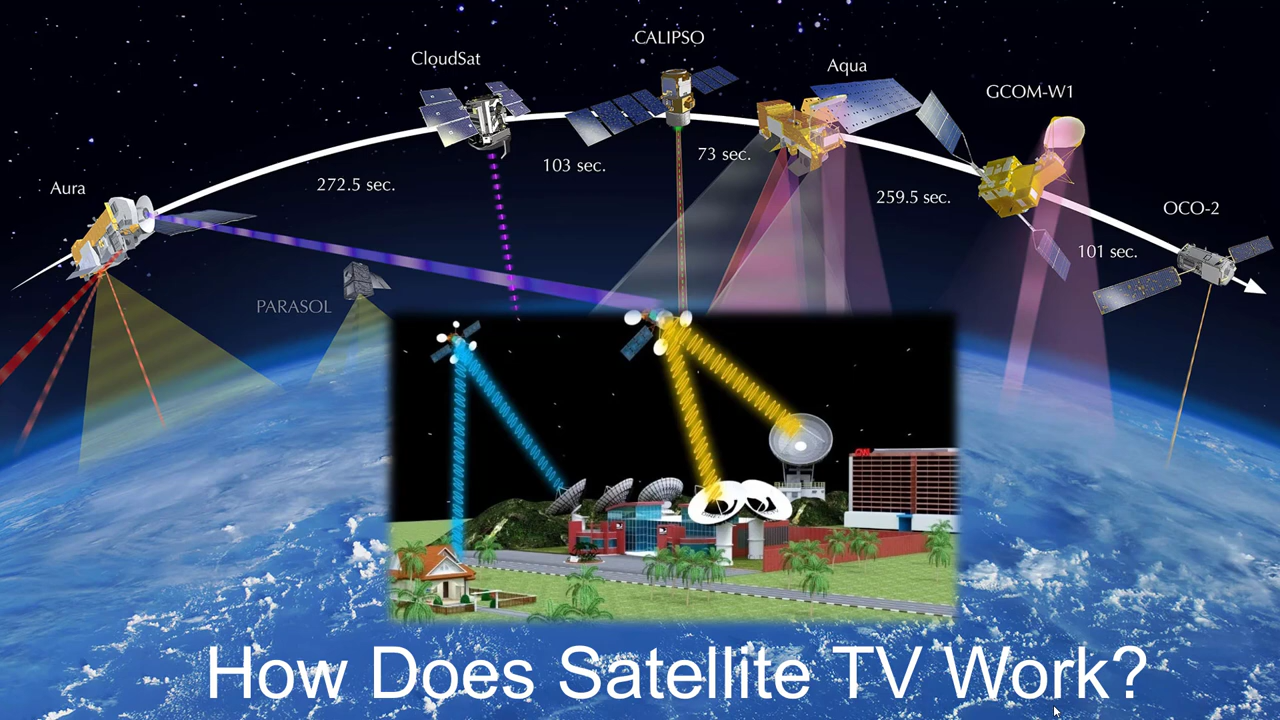 CALIPSO
CloudSat
Aqua
GCOM-W1
73 sec.
103 sec.
272.5 sec.
Aura
259.5 sec.
OCO-2
101 sec.
PARASOL
CNN
How Does Satellite TV Work?